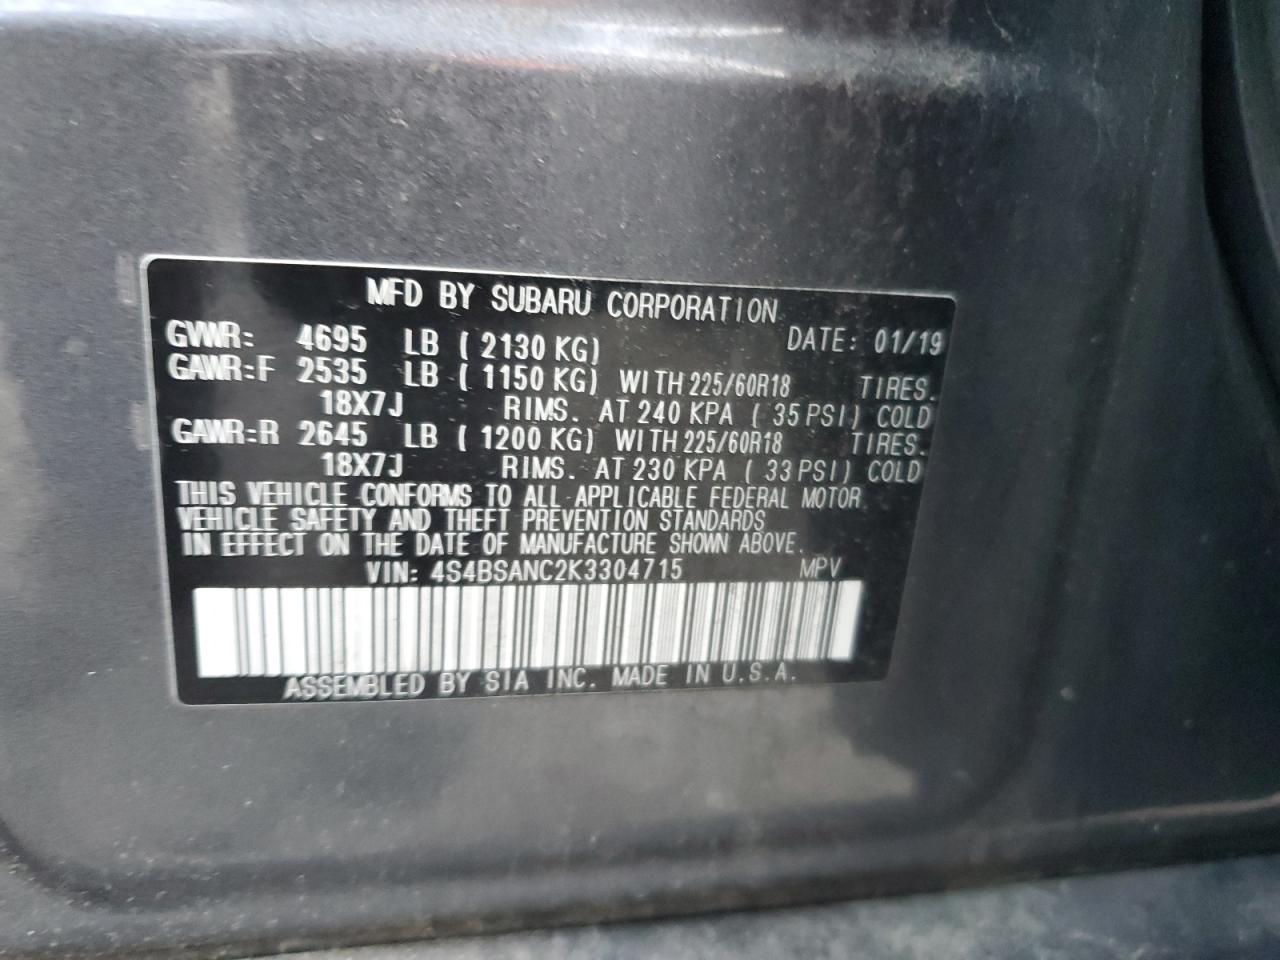 MFD BY SUBARU CORPORATION
GVWR: 4695 LB ( 2130 KG) DATE: 01/19
GAWR:F 2535 LB ( 1150 KG) WITH 225/60R18 TIRES.
18X7J RIMS. AT 240 KPA ( 35 PSI) COLD
GAWR:R 2645 LB ( 1200 KG) WITH 225/60R18 TIRES.
18X7J RIMS. AT 230 KPA ( 33 PSI) COLD
THIS VEHICLE CONFORMS TO ALL APPLICABLE FEDERAL MOTOR
VEHICLE SAFETY AND THEFT PREVENTION STANDARDS
IN EFFECT ON THE DATE OF MANUFACTURE SHOWN ABOVE.
VIN: 4S4BSANC2K3304715 MPV
ASSEMBLED BY SIA INC. MADE IN U.S.A.